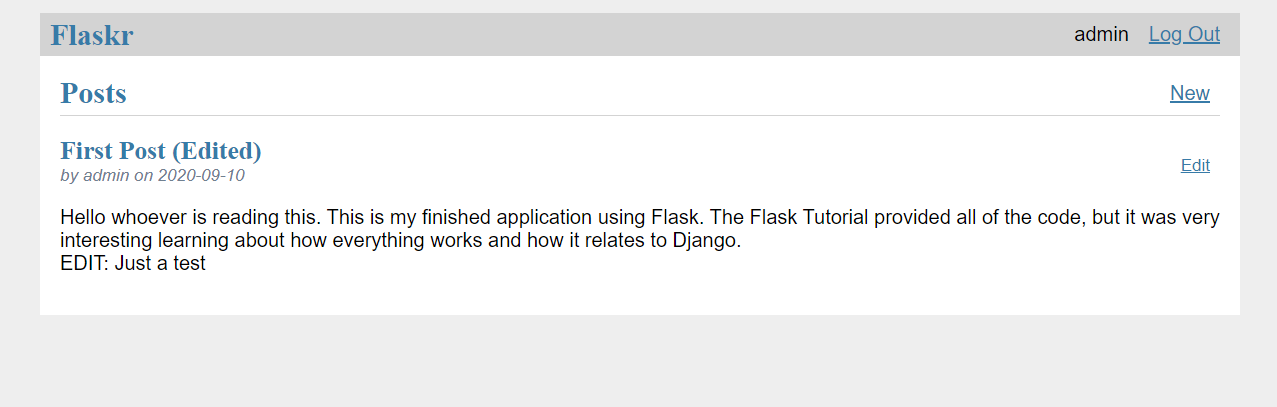 Flaskr
admin Log Out
Posts
New
First Post (Edited)
by admin on 2020-09-10
Edit
Hello whoever is reading this. This is my finished application using Flask. The Flask Tutorial provided all of the code, but it was very
interesting learning about how everything works and how it relates to Django.
EDIT: Just a test